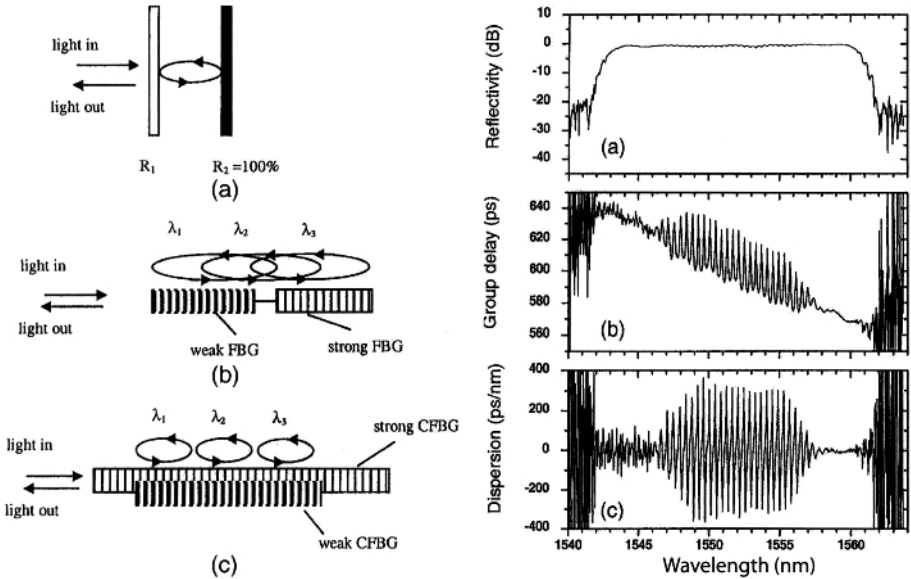 light in
light out
R₁
R₂ =100%
(a)
λ₁ λ₂ λ₃
light in
light out
weak FBG
strong FBG
(b)
λ₁ λ₂ λ₃
light in
light out
strong CFBG
weak CFBG
(c)
Reflectivity (dB)
10
0
-10
-20
-30
-40
(a)
Group delay (ps)
640
620
600
580
560
(b)
Dispersion (ps/nm)
400
200
0
-200
-400
(c)
1540 1545 1550 1555 1560
Wavelength (nm)